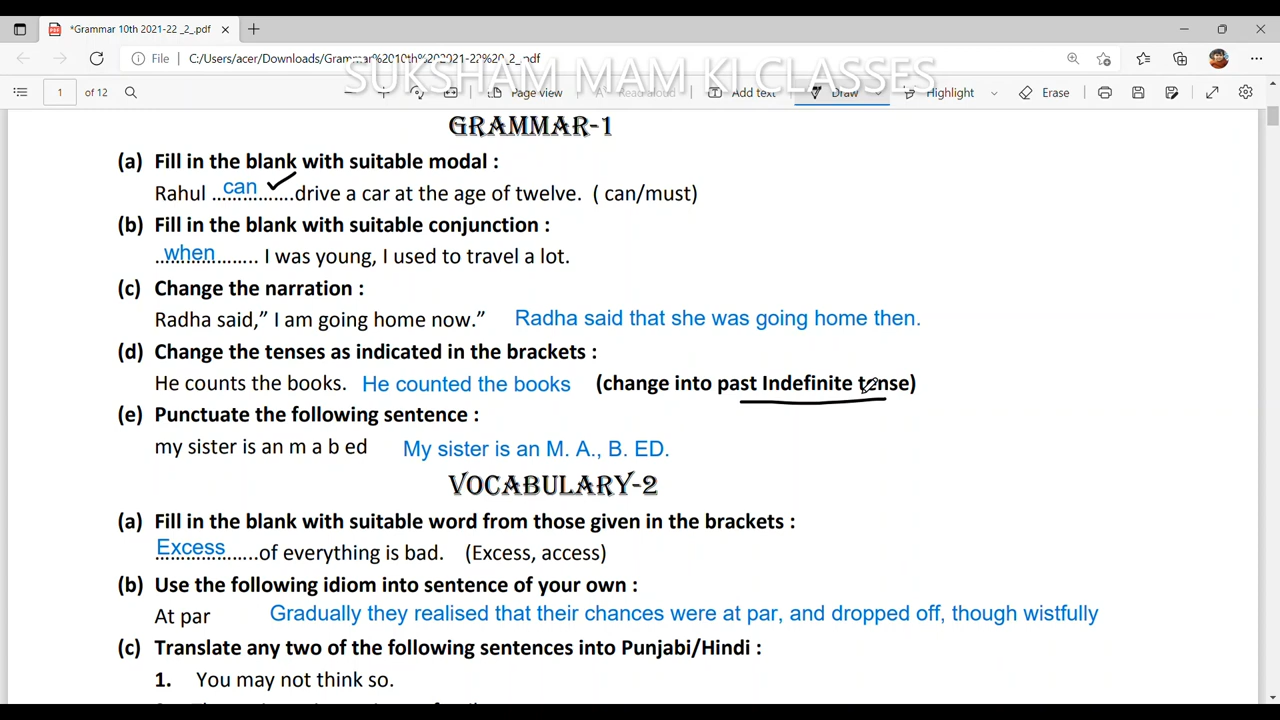 *Grammar 10th 2021-22 _2_.pdf
File C:/Users/acer/Downloads/Grammar%2010th%202021-22%20_2_.pdf
SUKSHAM MAM KI CLASSES
1 of 12 Page view Read aloud Add text Draw Highlight Erase
GRAMMAR-1
(a) Fill in the blank with suitable modal :
Rahul ...can.............drive a car at the age of twelve. ( can/must)
(b) Fill in the blank with suitable conjunction :
when.................... I was young, I used to travel a lot.
(c) Change the narration :
Radha said,” I am going home now.” Radha said that she was going home then.
(d) Change the tenses as indicated in the brackets :
He counts the books. He counted the books (change into past Indefinite tense)
(e) Punctuate the following sentence :
my sister is an m a b ed My sister is an M. A., B. ED.
VOCABULARY-2
(a) Fill in the blank with suitable word from those given in the brackets :
Excess....................of everything is bad. (Excess, access)
(b) Use the following idiom into sentence of your own :
At par Gradually they realised that their chances were at par, and dropped off, though wistfully
(c) Translate any two of the following sentences into Punjabi/Hindi :
1. You may not think so.